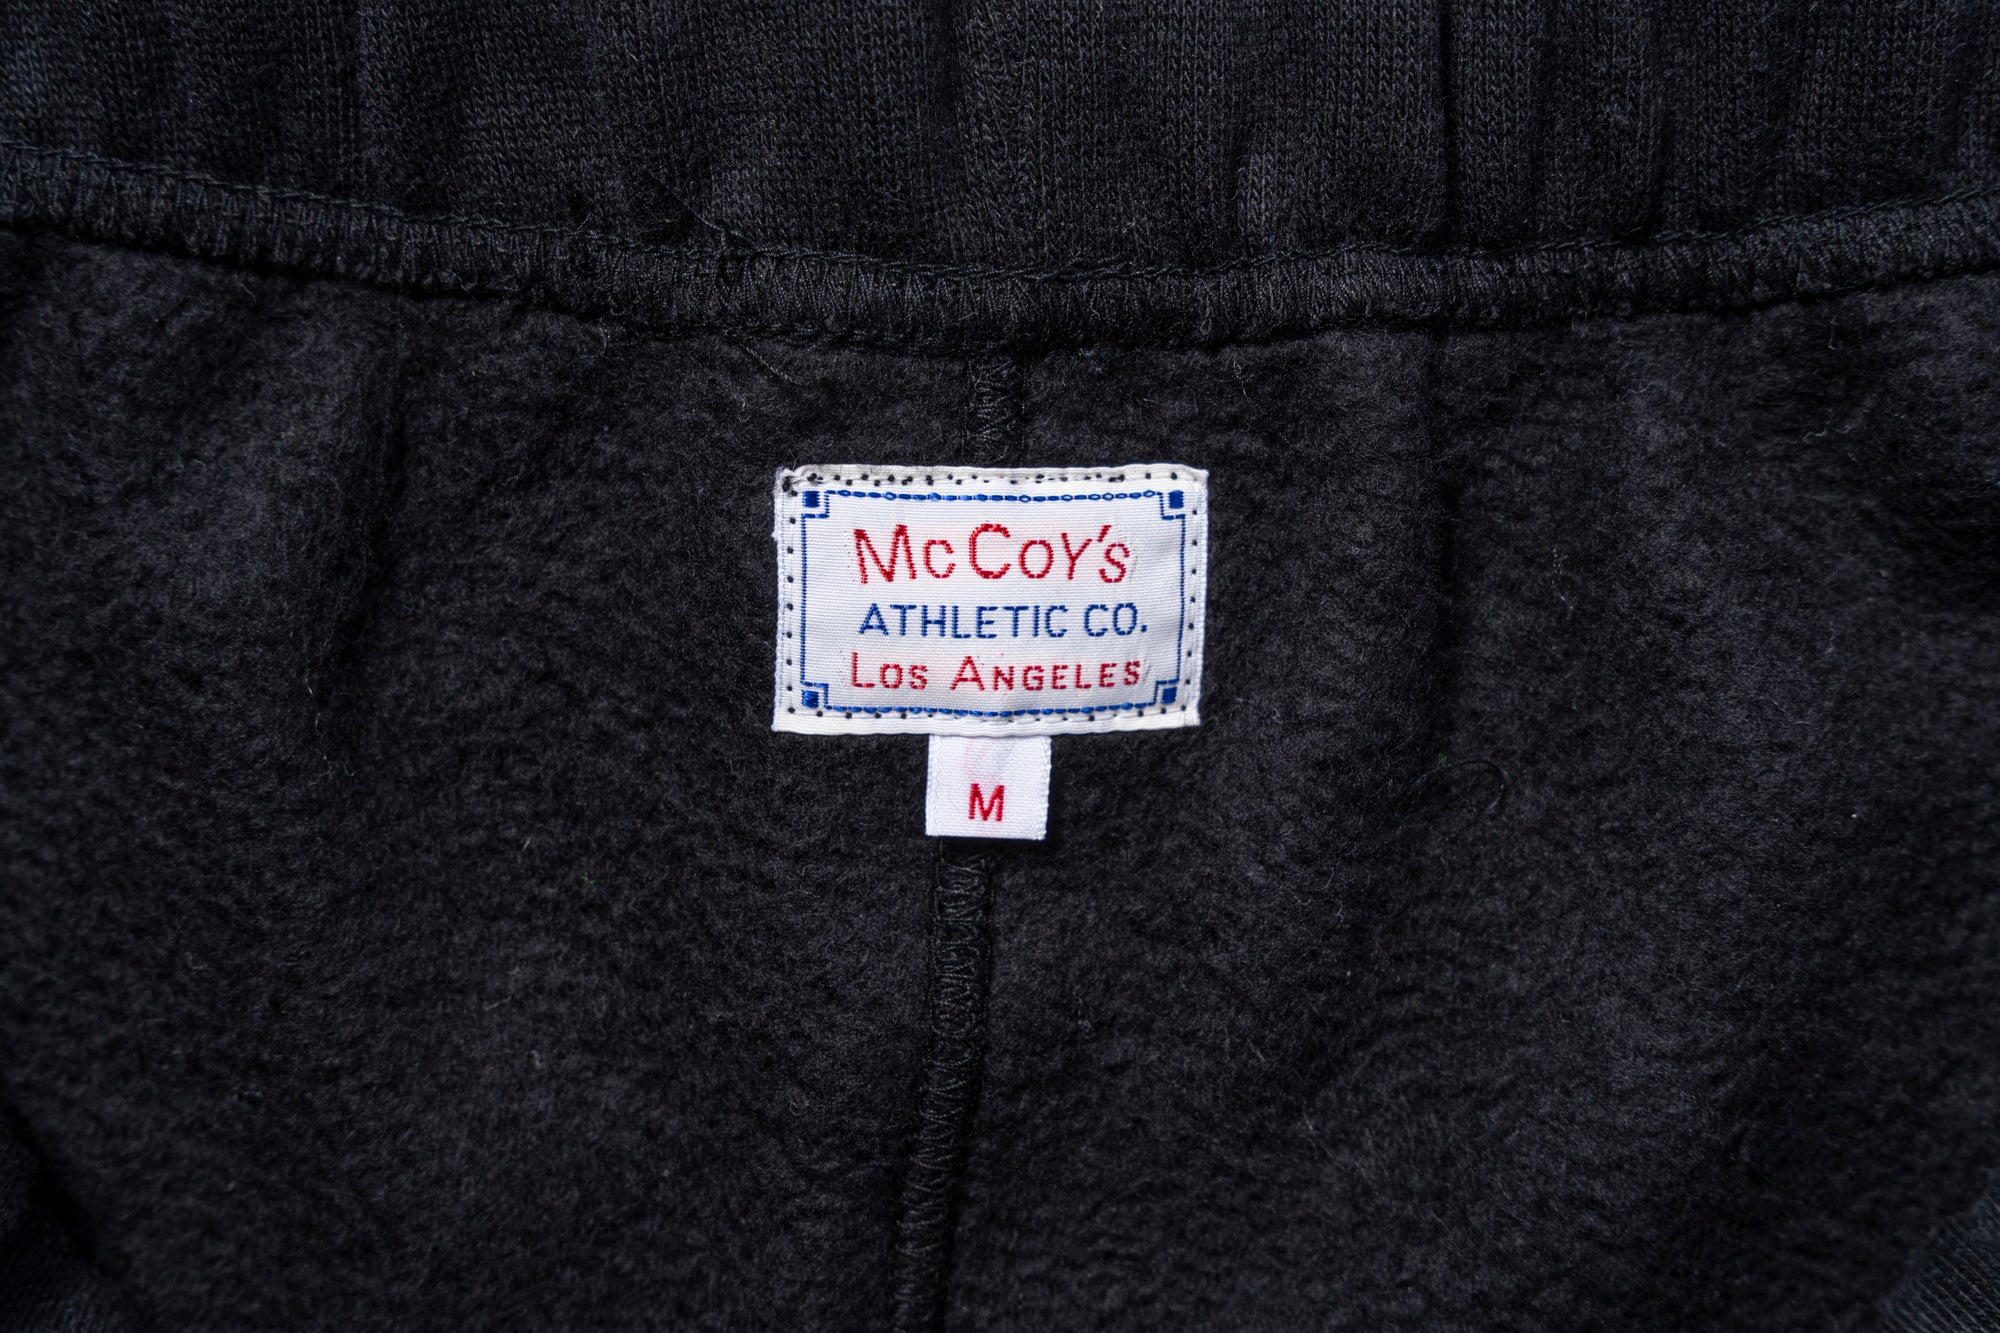 McCoy's
ATHLETIC CO.
Los Angeles
M